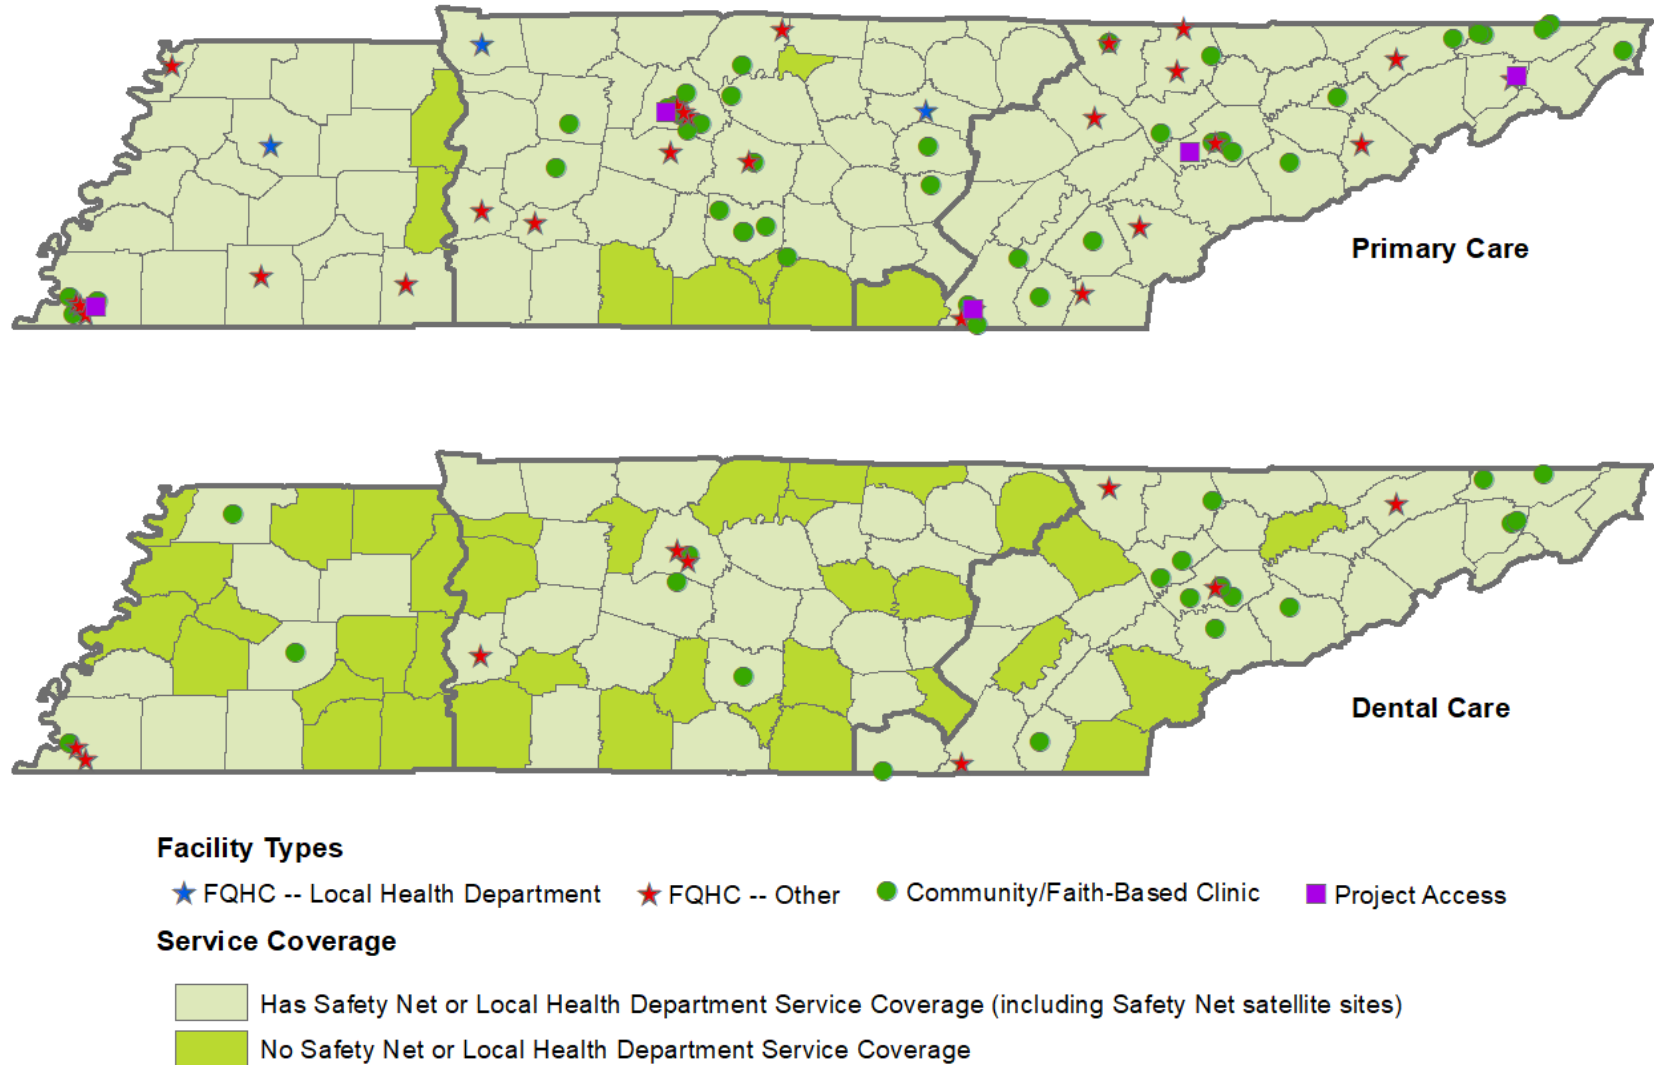 Primary Care
Dental Care
Facility Types
FQHC -- Local Health Department FQHC -- Other Community/Faith-Based Clinic Project Access
Service Coverage
Has Safety Net or Local Health Department Service Coverage (including Safety Net satellite sites)
No Safety Net or Local Health Department Service Coverage